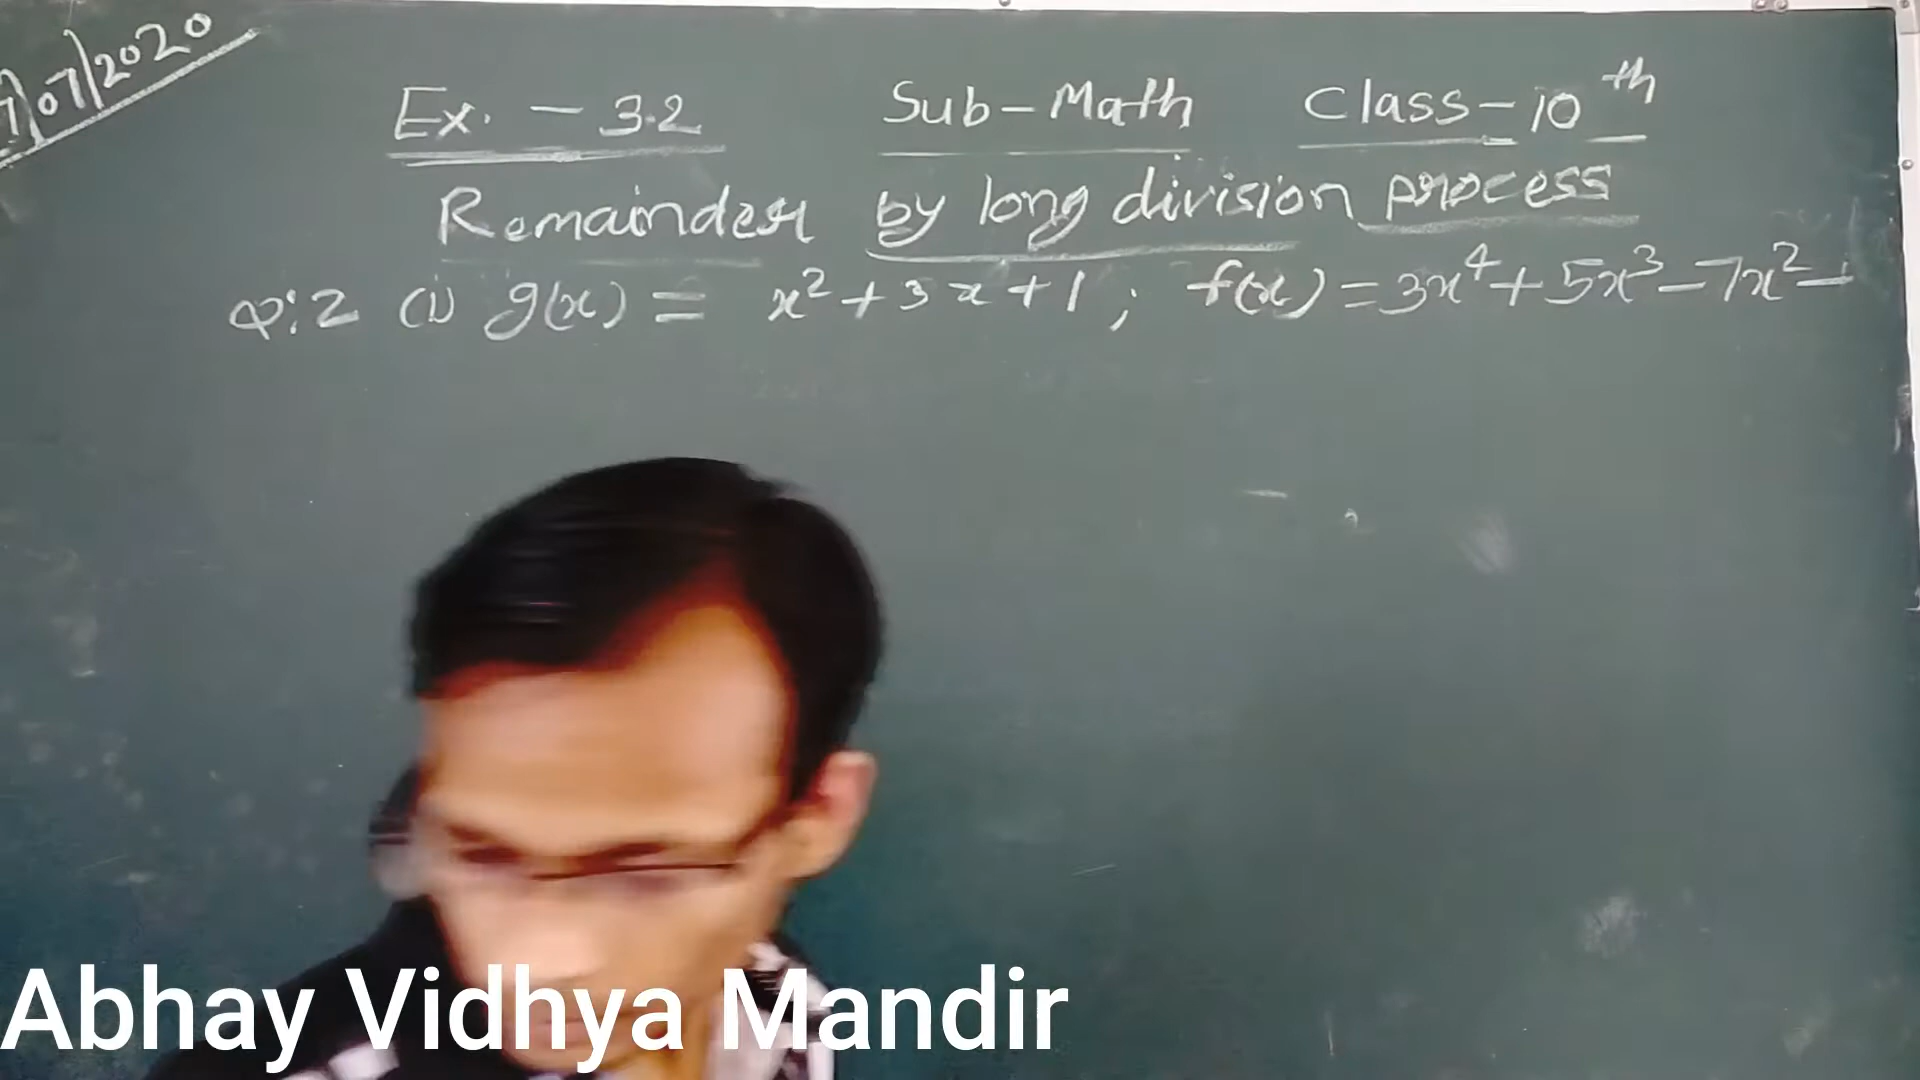 7/07/2020
Ex. - 3.2 Sub-Math Class-10th
Remainder by long division process
Q:2 (i) g(x) = x²+3x+1 ; f(x)=3x⁴+5x³-7x²-
Abhay Vidhya Mandir